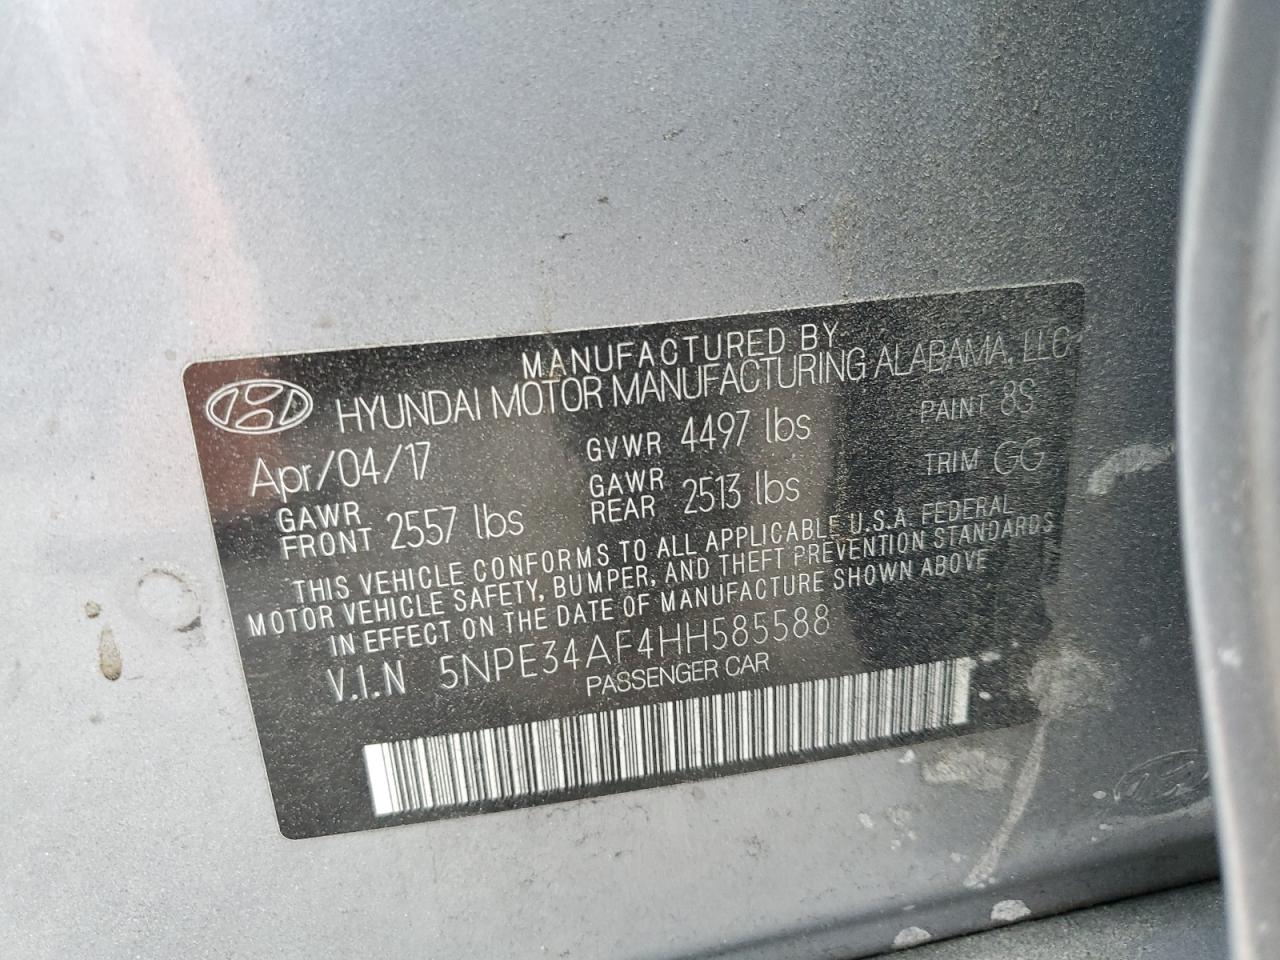 MANUFACTURED BY
HYUNDAI MOTOR MANUFACTURING ALABAMA, LLC
Apr/04/17 GVWR 4497 lbs PAINT 8S
GAWR FRONT 2557 lbs GAWR REAR 2513 lbs TRIM GG
THIS VEHICLE CONFORMS TO ALL APPLICABLE U.S.A. FEDERAL
MOTOR VEHICLE SAFETY, BUMPER, AND THEFT PREVENTION STANDARDS
IN EFFECT ON THE DATE OF MANUFACTURE SHOWN ABOVE
V.I.N 5NPE34AF4HH585588
PASSENGER CAR